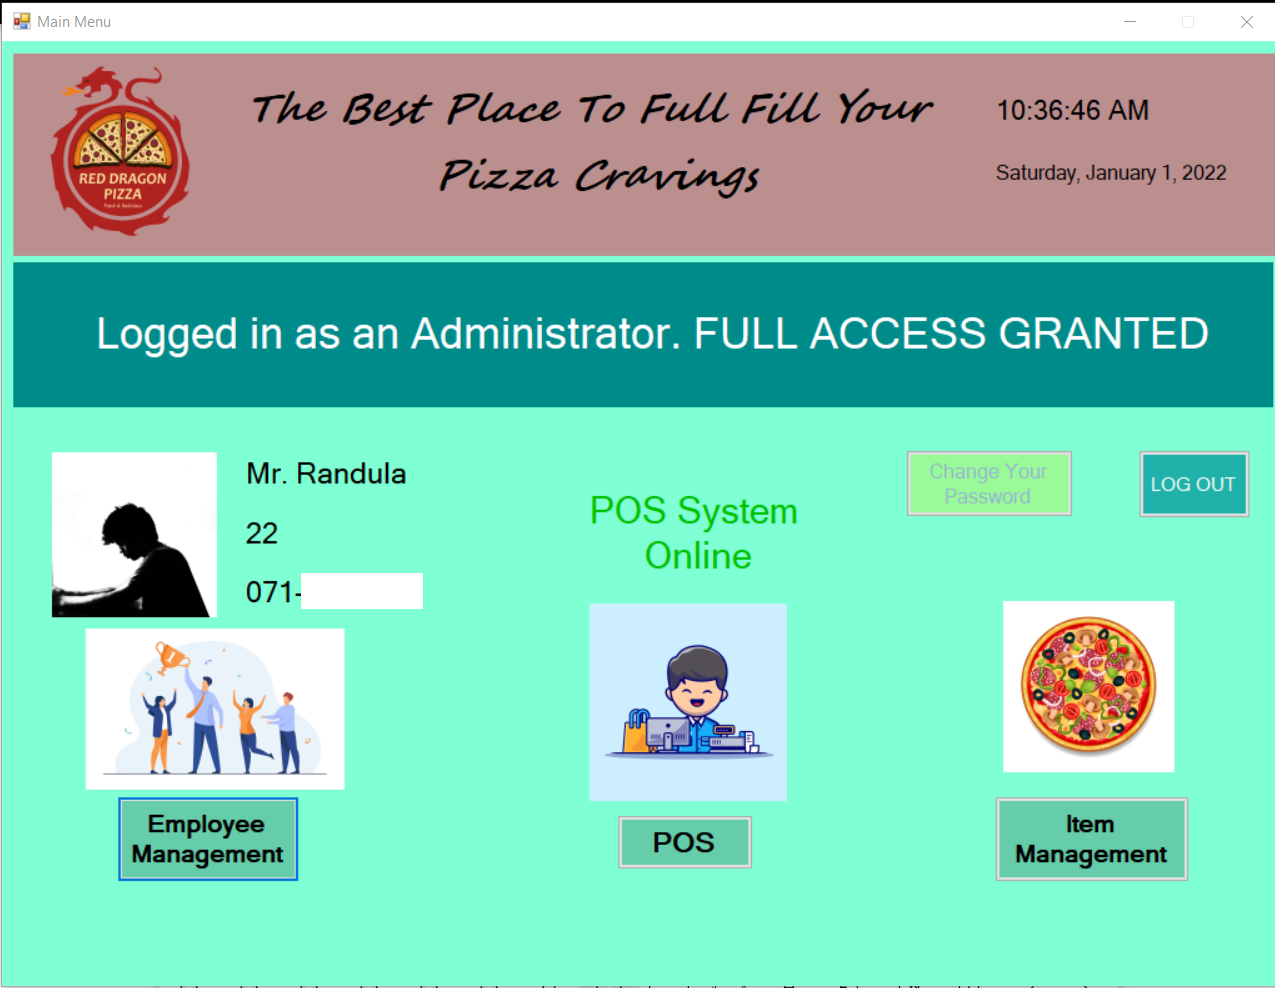 Main Menu
The Best Place To Full Fill Your
Pizza Cravings
10:36:46 AM
Saturday, January 1, 2022
RED DRAGON
PIZZA
Fresh & Delicious
Logged in as an Administrator. FULL ACCESS GRANTED
Mr. Randula
22
071-
POS System
Online
Change Your
Password
LOG OUT
Employee
Management
POS
Item
Management